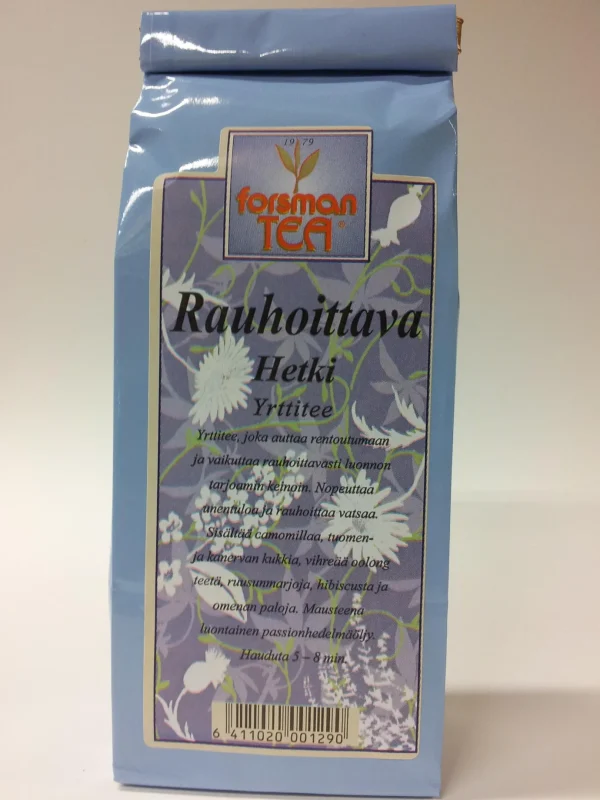 1979
forsman
TEA®
Rauhoittava
Hetki
Yrttitee
Yrttitee, joka auttaa rentoutumaan
ja vaikuttaa rauhoittavasti luonnon
tarjoamin keinoin. Nopeuttaa
unentuloa ja rauhoittaa vatsaa.
Sisältää camomillaa, tuomen-
ja kanervan kukkia, vihreää oolong
teetä, ruusunmarjoja, hibiscusta ja
omenan paloja. Mausteena
luontainen passionhedelmäöljy.
Hauduta 5 – 8 min.
6 411020 001290